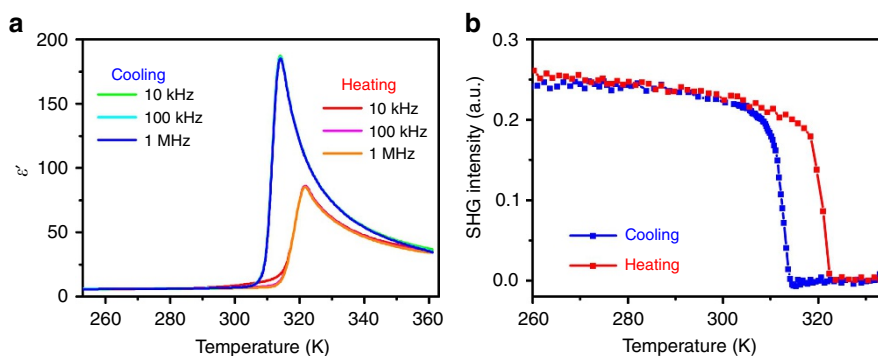 a
200
150
100
50
0
ε′
Cooling
10 kHz
100 kHz
1 MHz
Heating
10 kHz
100 kHz
1 MHz
260 280 300 320 340 360
Temperature (K)
b
0.3
0.2
0.1
0.0
SHG intensity (a.u.)
Cooling
Heating
260 280 300 320
Temperature (K)